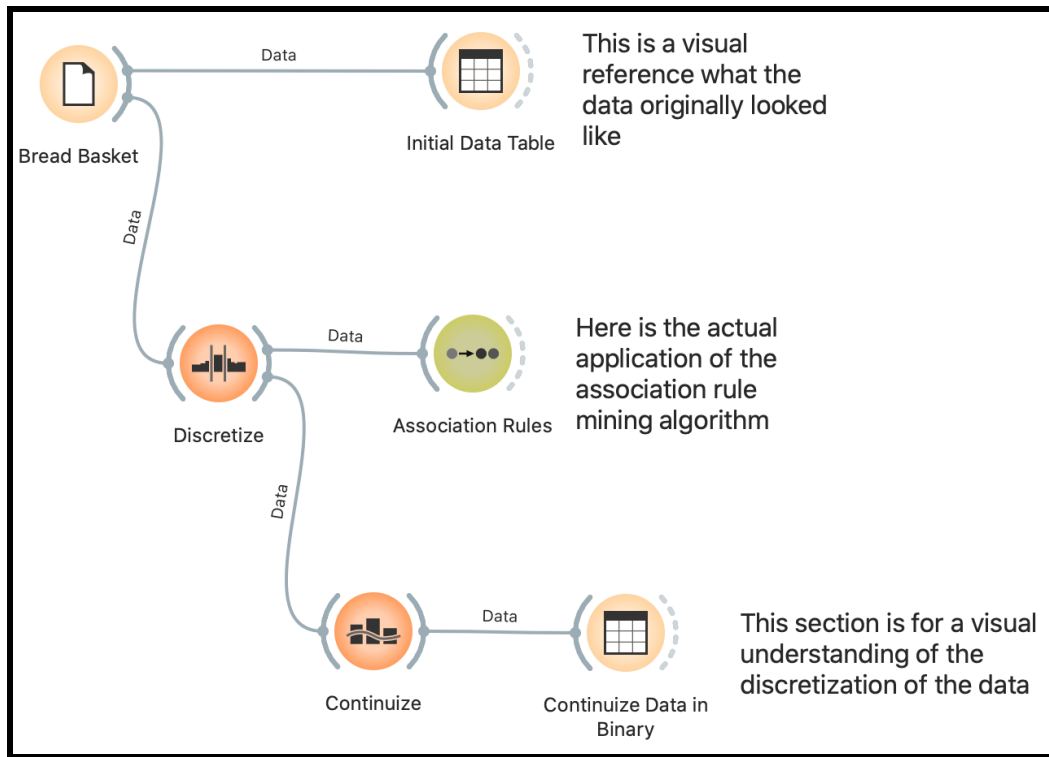 Data
This is a visual
reference what the
data originally looked
like
Initial Data Table
Bread Basket
Data
Data
Here is the actual
application of the
association rule
mining algorithm
Association Rules
Discretize
Data
Data
This section is for a visual
understanding of the
discretization of the data
Continuize
Continuize Data in
Binary